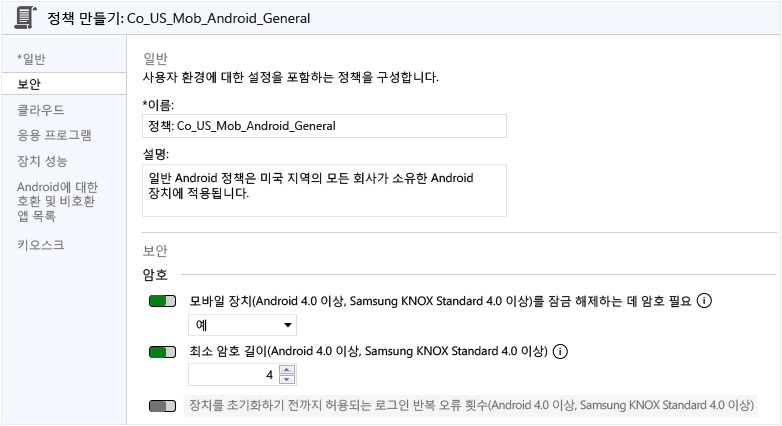 정책 만들기: Co_US_Mob_Android_General
*일반
보안
클라우드
응용 프로그램
장치 성능
Android에 대한
호환 및 비호환
앱 목록
키오스크
일반
사용자 환경에 대한 설정을 포함하는 정책을 구성합니다.
*이름:
정책: Co_US_Mob_Android_General
설명:
일반 Android 정책은 미국 지역의 모든 회사가 소유한 Android
장치에 적용됩니다.
보안
암호
모바일 장치(Android 4.0 이상, Samsung KNOX Standard 4.0 이상)를 잠금 해제하는 데 암호 필요
예
최소 암호 길이(Android 4.0 이상, Samsung KNOX Standard 4.0 이상)
4
장치를 초기화하기 전까지 허용되는 로그인 반복 오류 횟수(Android 4.0 이상, Samsung KNOX Standard 4.0 이상)